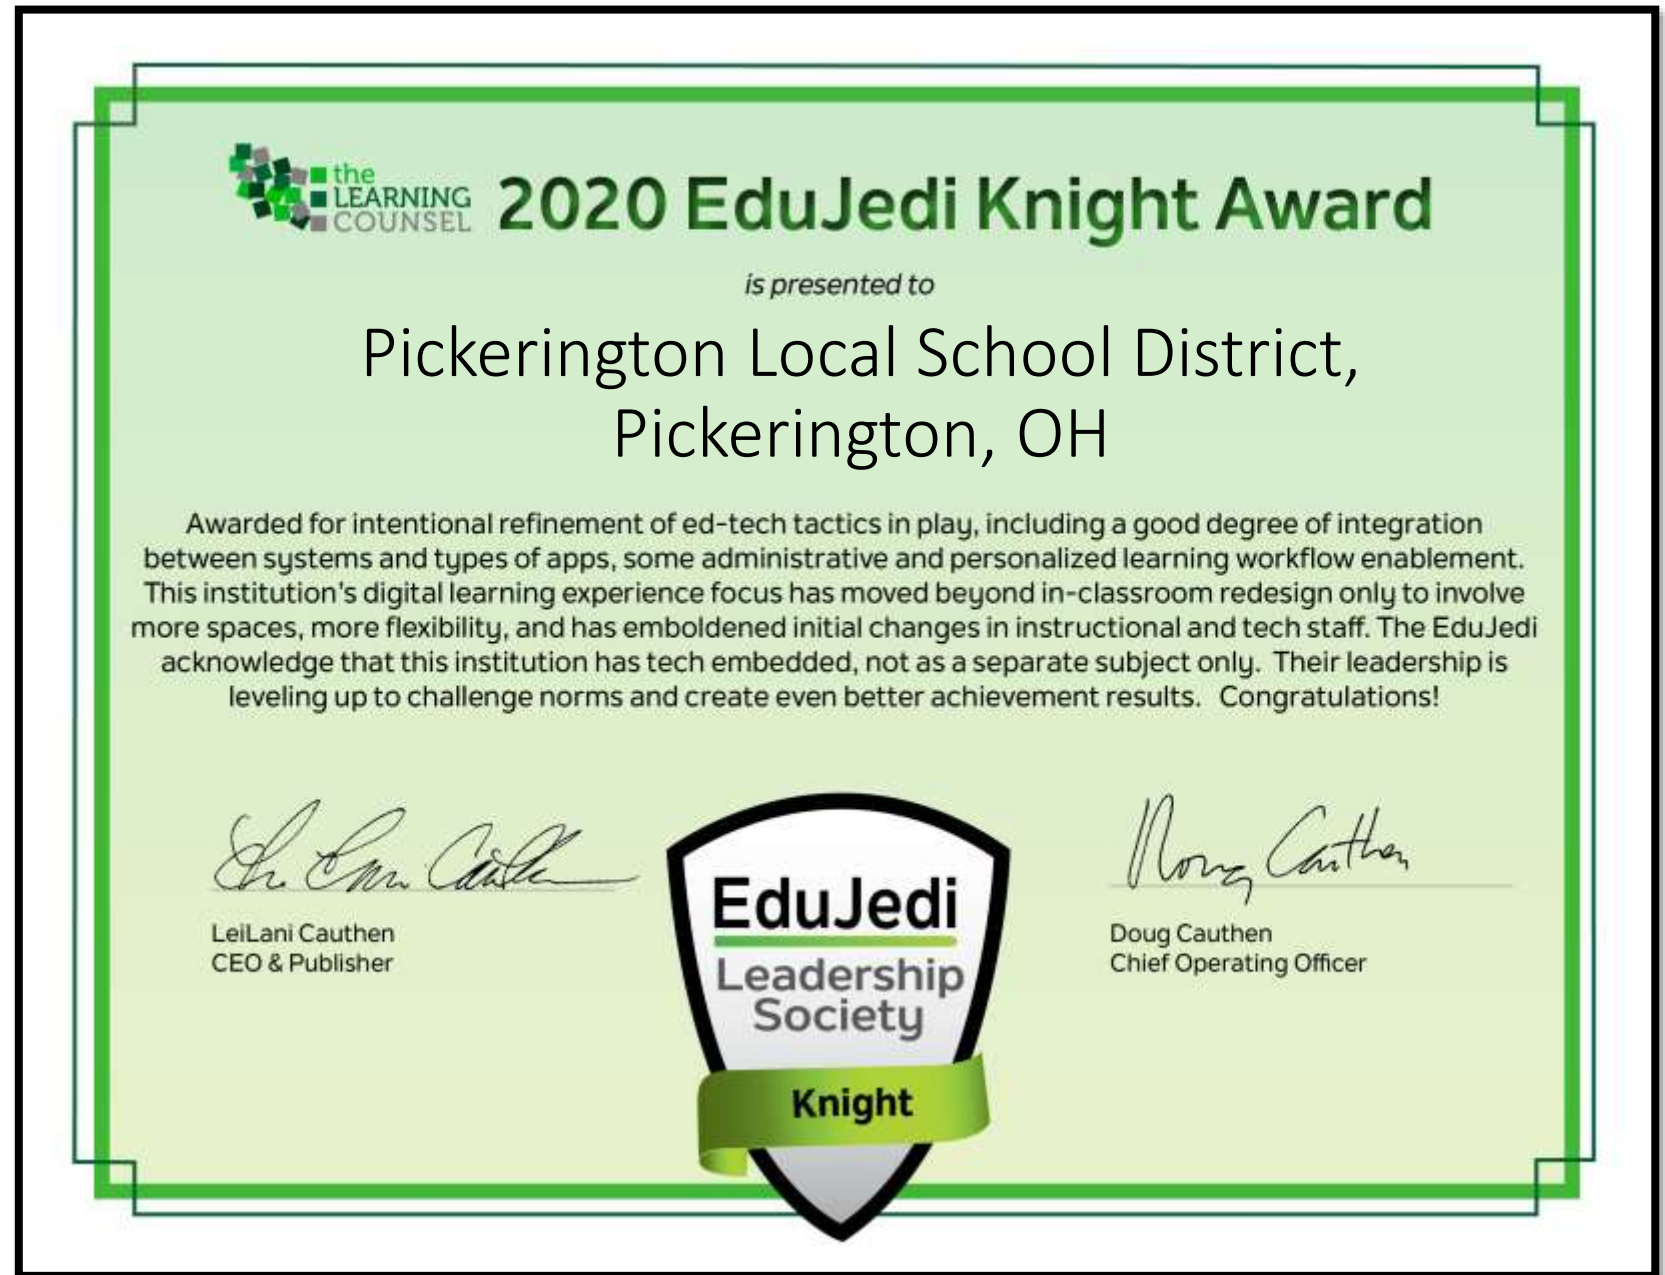 the
LEARNING
COUNSEL
2020 EduJedi Knight Award
is presented to
Pickerington Local School District,
Pickerington, OH
Awarded for intentional refinement of ed-tech tactics in play, including a good degree of integration
between systems and types of apps, some administrative and personalized learning workflow enablement.
This institution's digital learning experience focus has moved beyond in-classroom redesign only to involve
more spaces, more flexibility, and has emboldened initial changes in instructional and tech staff. The EduJedi
acknowledge that this institution has tech embedded, not as a separate subject only.  Their leadership is
leveling up to challenge norms and create even better achievement results.   Congratulations!
Doug Cauthen
LeiLani Cauthen
CEO & Publisher
Doug Cauthen
Chief Operating Officer
EduJedi
Leadership
Society
Knight